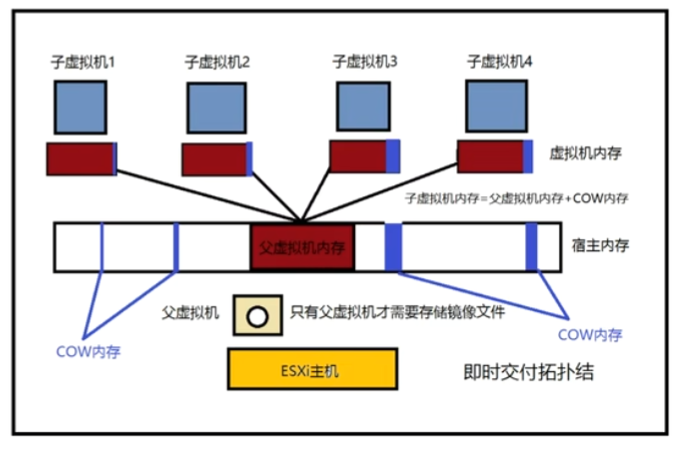 子虚拟机1
子虚拟机2
子虚拟机3
子虚拟机4
虚拟机内存
子虚拟机内存=父虚拟机内存+COW内存
父虚拟机内存
宿主内存
父虚拟机
只有父虚拟机才需要存储镜像文件
COW内存
COW内存
ESXi主机
即时交付拓扑结